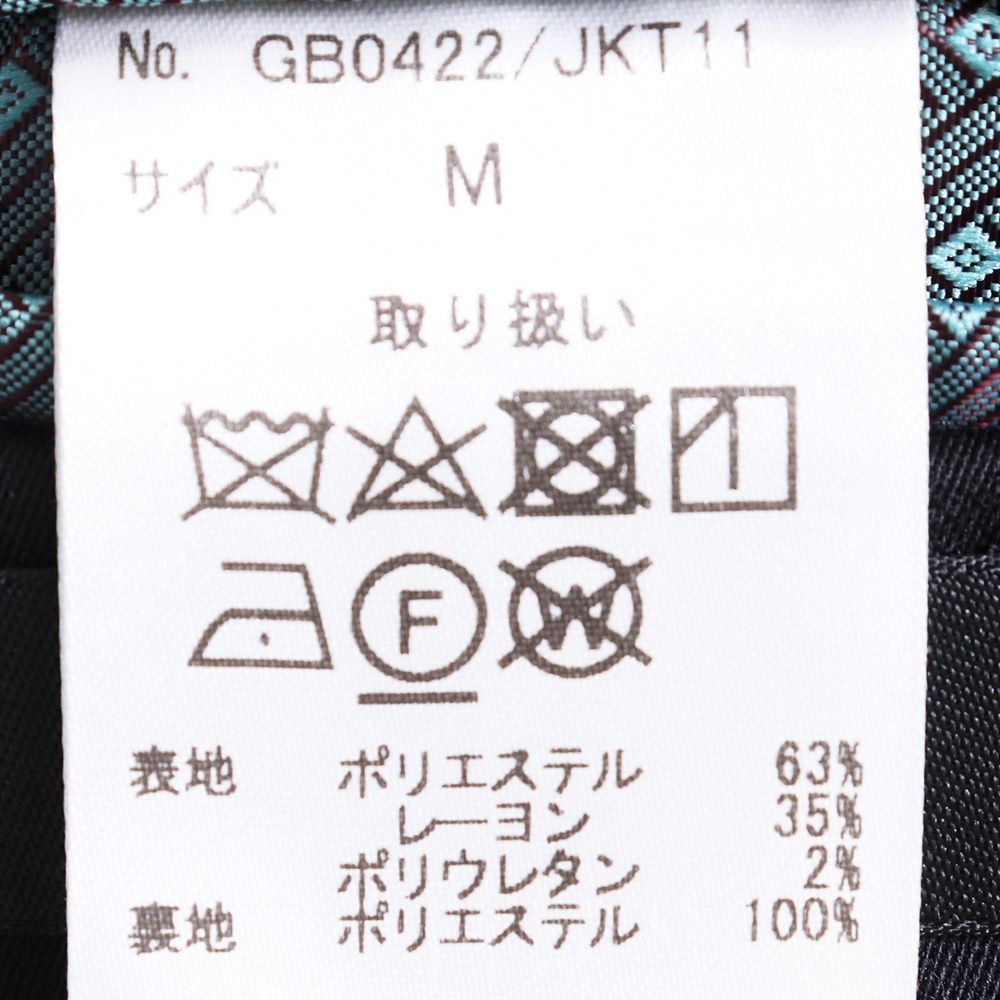 No. GB0422/JKT11
サイズ M
取り扱い
F
W
表地 ポリエステル 63%
レーヨン 35%
ポリウレタン 2%
裏地 ポリエステル 100%